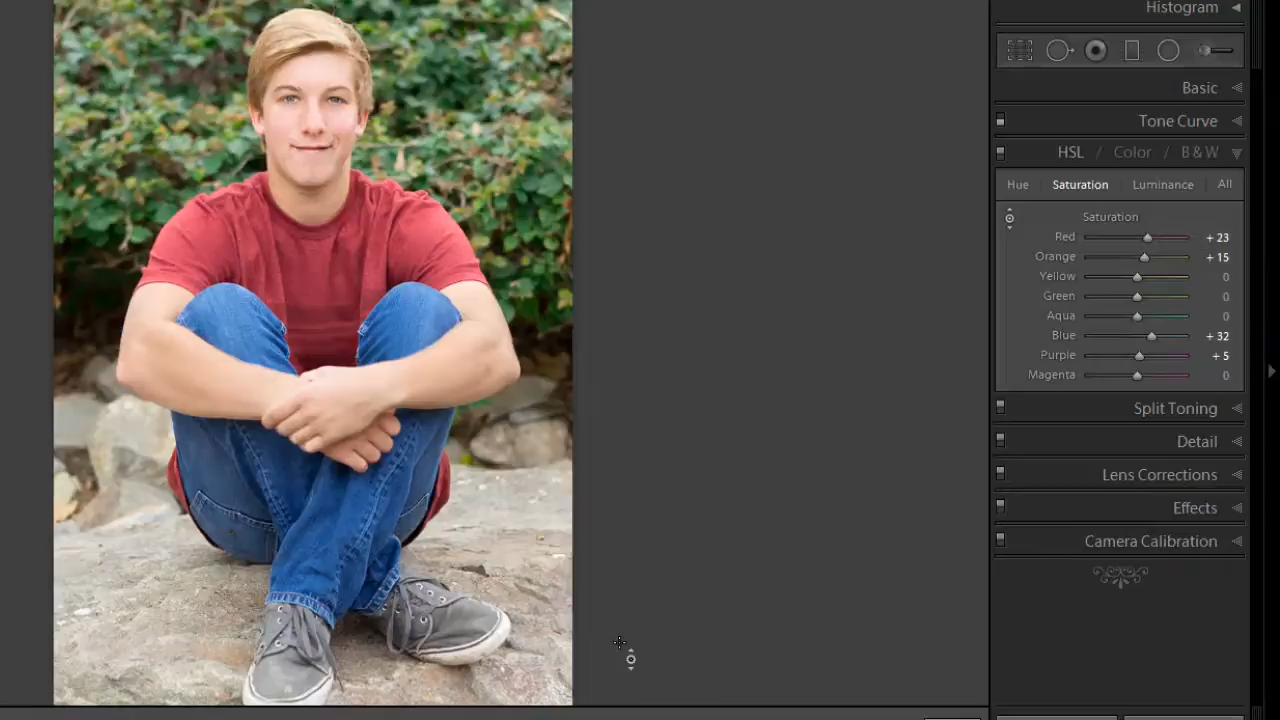 Histogram
Basic
Tone Curve
HSL / Color / B&W
Hue Saturation Luminance All
Saturation
Red + 23
Orange + 15
Yellow 0
Green 0
Aqua 0
Blue + 32
Purple + 5
Magenta 0
Split Toning
Detail
Lens Corrections
Effects
Camera Calibration